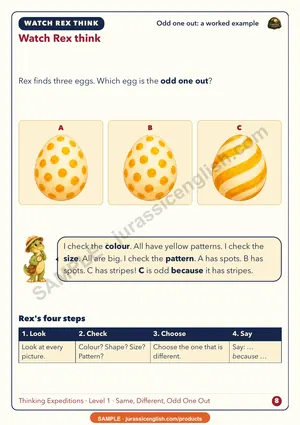 WATCH REX THINK
Odd one out: a worked example
Watch Rex think
Rex finds three eggs. Which egg is the odd one out?
A
B
C
I check the colour. All have yellow patterns. I check the
size. All are big. I check the pattern. A has spots. B has
spots. C has stripes! C is odd because it has stripes.
SAMPLE - jurassicenglish.com
Rex's four steps
1. Look
2. Check
3. Choose
4. Say
Look at every
picture.
Colour? Shape? Size?
Pattern?
Choose the one that is
different.
Say: ...
because ...
Thinking Expeditions · Level 1 · Same, Different, Odd One Out
8
SAMPLE · jurassicenglish.com/products